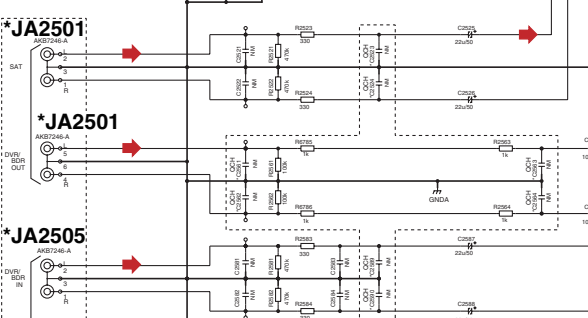 *JA2501
AKB7246-A
SAT
L
2
3
1
R
C2521
NM
C2522
NM
R2521
470k
R2522
470k
R2523
330
R2524
330
QCH
*C2523
NM
QCH
*C2524
NM
C2525
22u/50
C2526
22u/50
*JA2501
AKB7246-A
DVR/
BDR
OUT
L
5
6
4
R
QCH
*C2561
NM
QCH
*C2562
NM
R2561
100k
R2562
100k
R6785
1k
R6786
1k
GNDA
R2563
1k
R2564
1k
QCH
*C2563
NM
QCH
*C2564
NM
C
10
C
10
*JA2505
AKB7246-A
DVR/
BDR
IN
L
2
3
1
R
C2581
NM
C2582
NM
R2581
470k
R2582
470k
R2583
330
R2584
330
C2583
NM
C2584
NM
QCH
*C2589
NM
QCH
*C2590
NM
C2587
22u/50
C2588